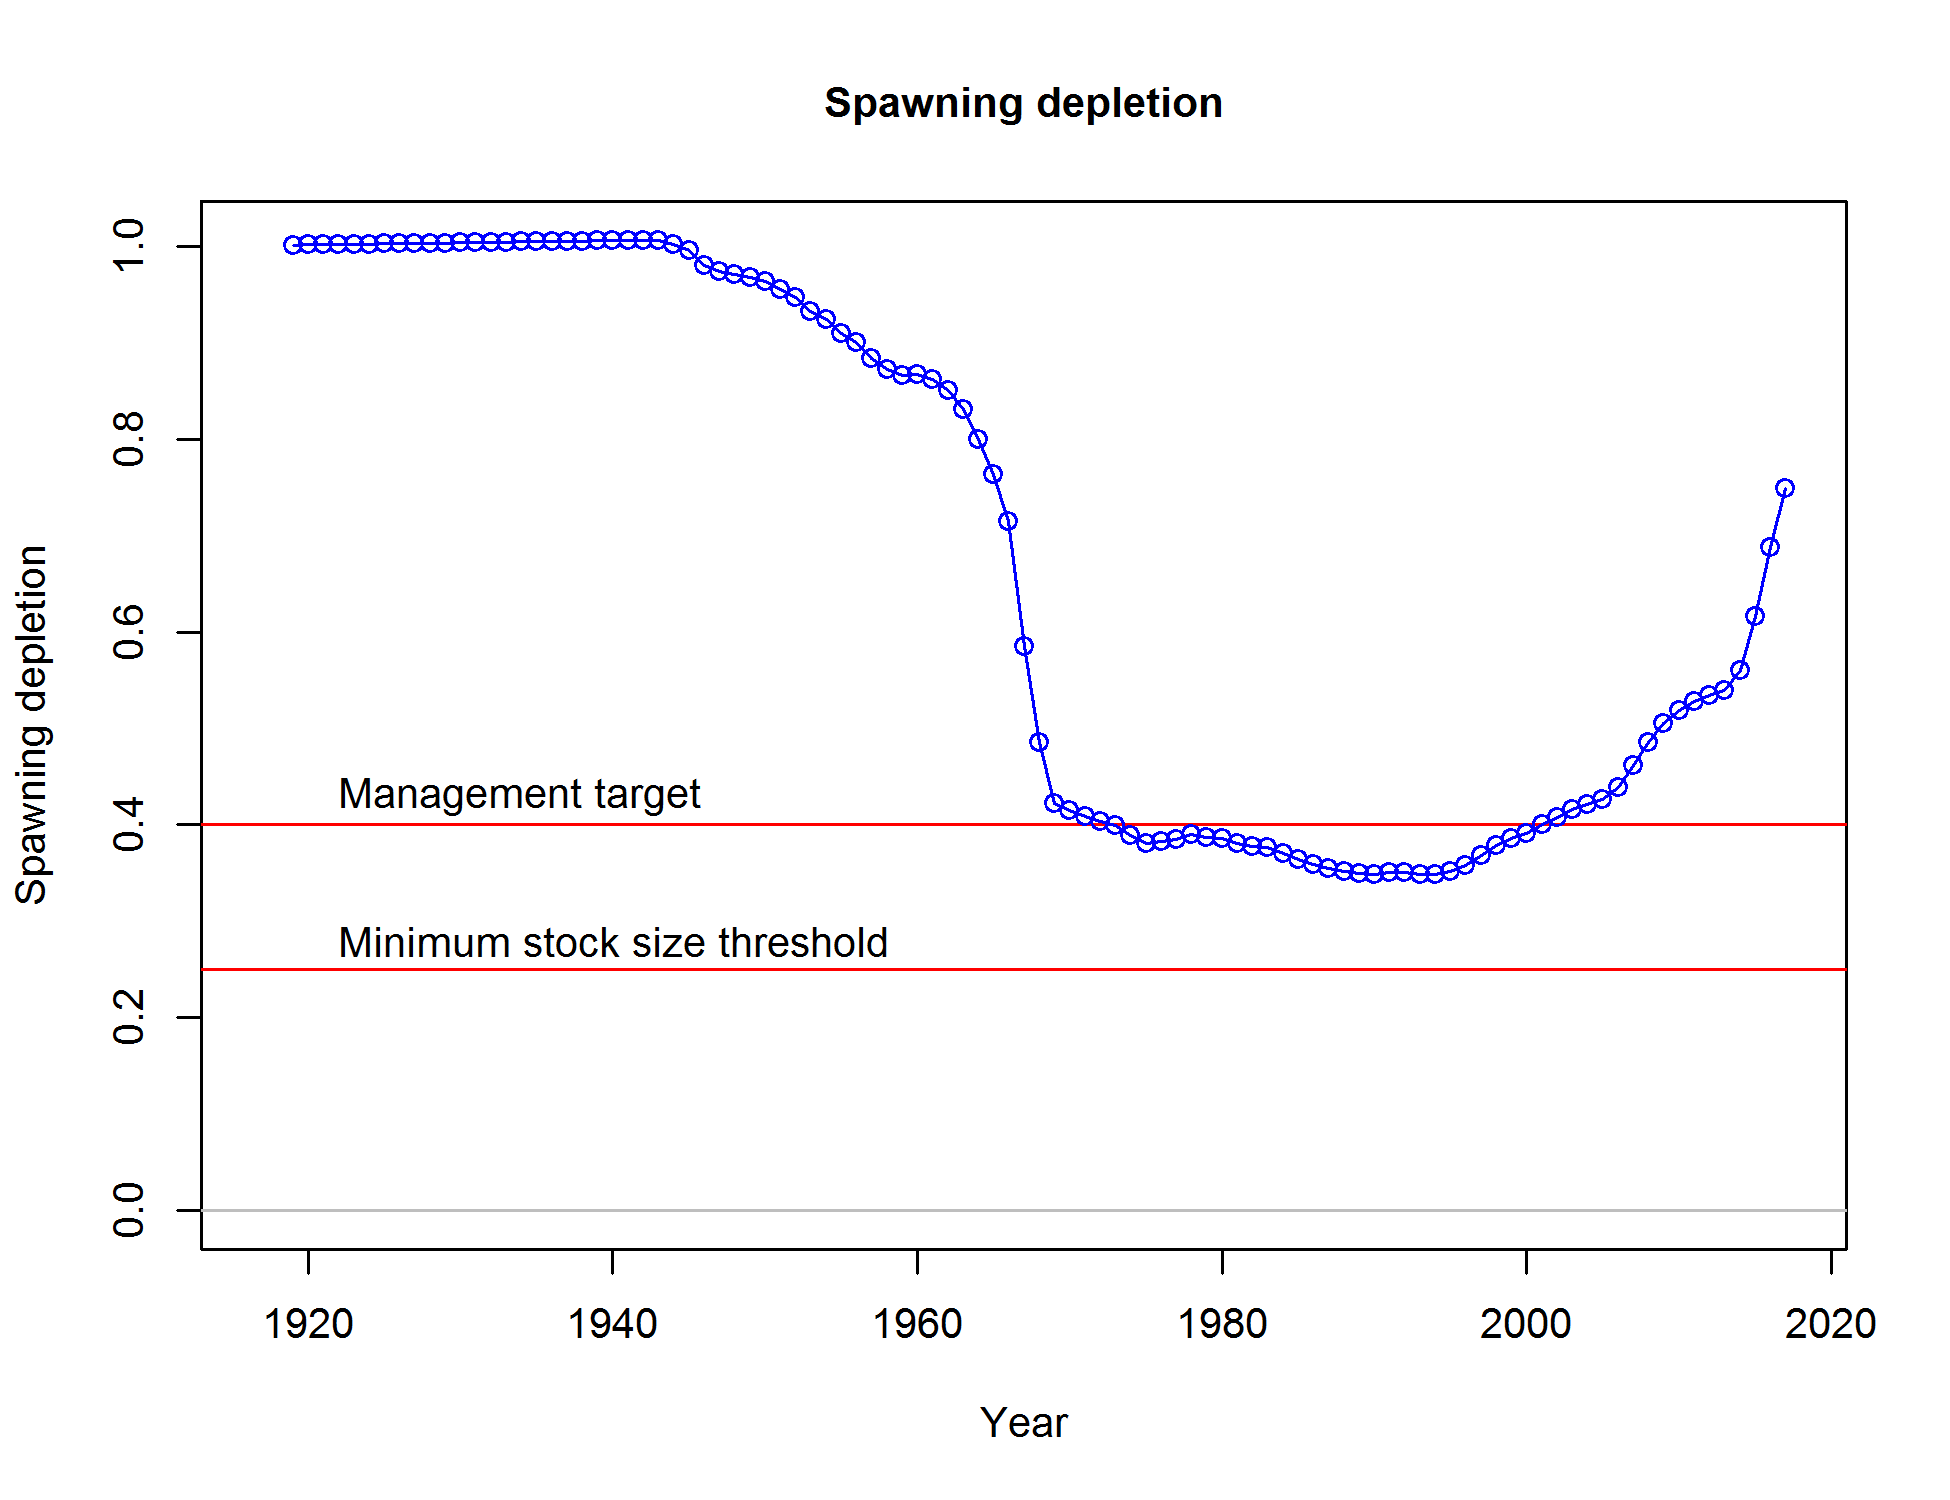 Spawning depletion
Spawning depletion
1.0
0.8
0.6
0.4
0.2
0.0
Management target
Minimum stock size threshold
1920 1940 1960 1980 2000 2020
Year